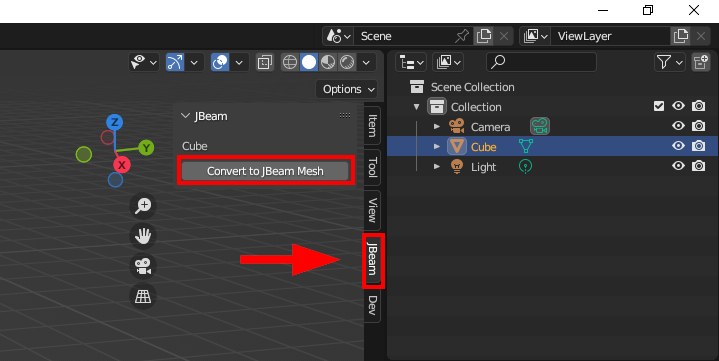 Scene
ViewLayer
Options
JBeam
Cube
Convert to JBeam Mesh
Z
Y
X
Item
Tool
View
JBeam
Dev
Scene Collection
Collection
Camera
Cube
Light